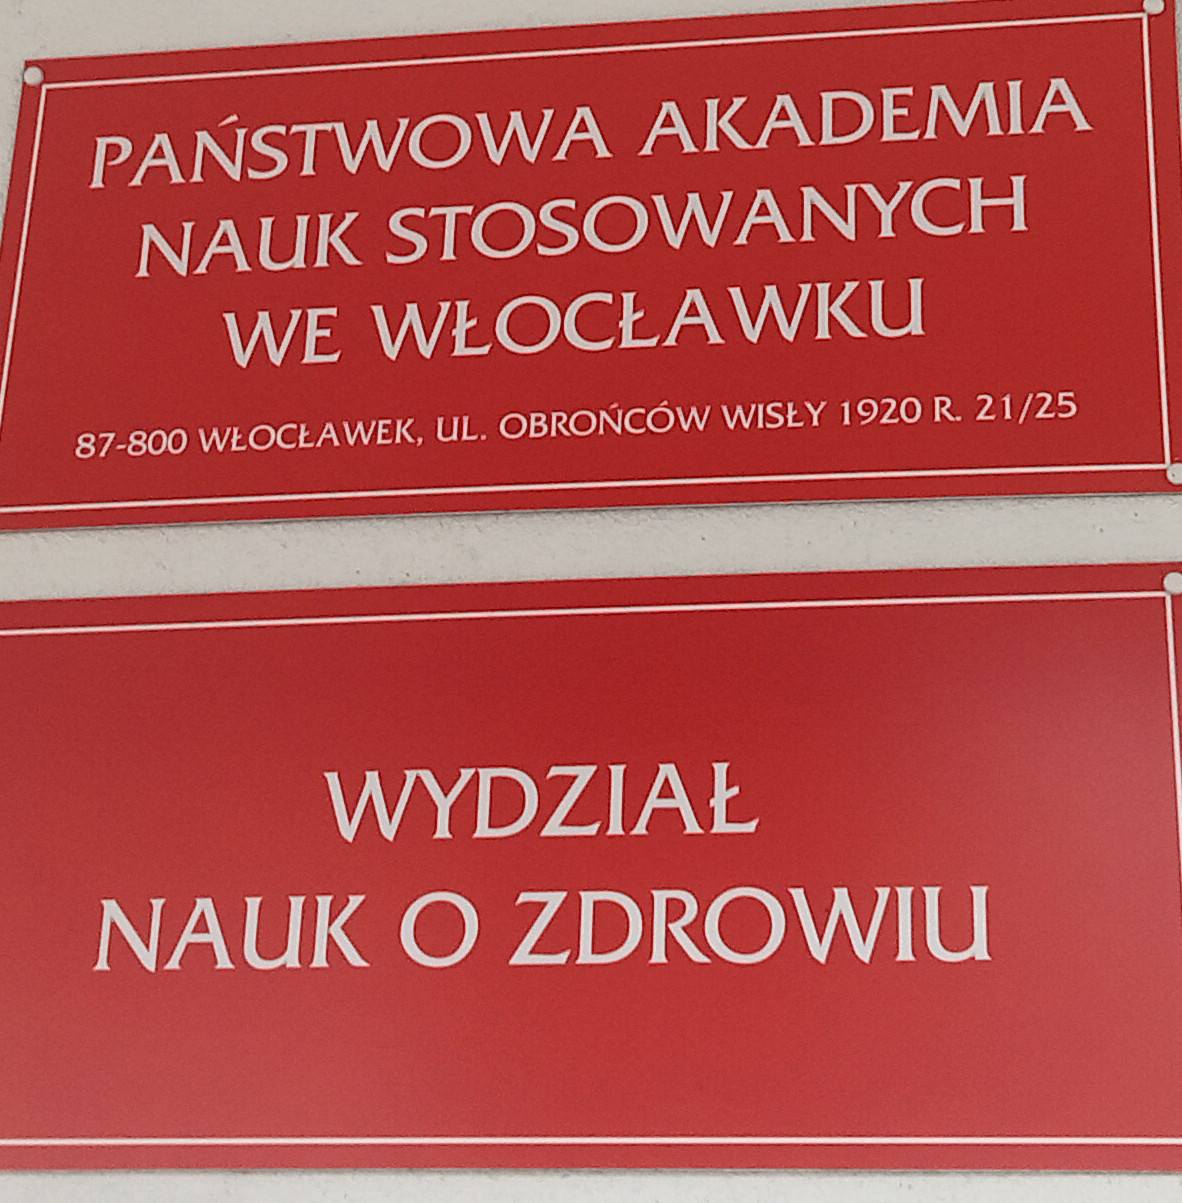 PAŃSTWOWA AKADEMIA
NAUK STOSOWANYCH
WE WŁOCŁAWKU
87-800 WŁOCŁAWEK, UL. OBROŃCÓW WISŁY 1920 R. 21/25
WYDZIAŁ
NAUK O ZDROWIU